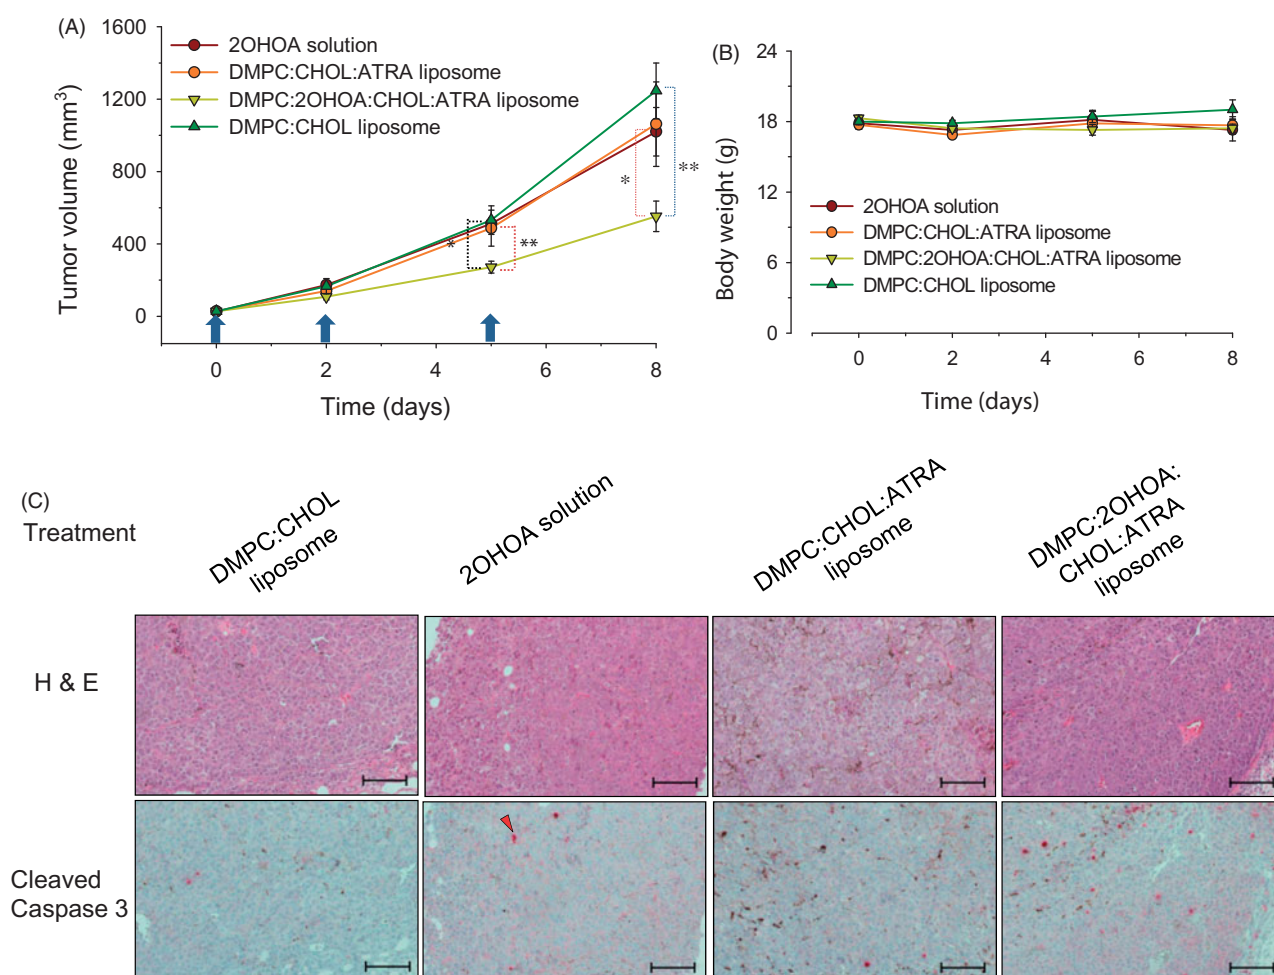 (A)
Tumor volume (mm³)
1600
1200
800
400
0
2OHOA solution
DMPC:CHOL:ATRA liposome
DMPC:2OHOA:CHOL:ATRA liposome
DMPC:CHOL liposome
*
**
*
**
0
2
4
6
8
Time (days)
(B)
Body weight (g)
24
18
12
6
0
2OHOA solution
DMPC:CHOL:ATRA liposome
DMPC:2OHOA:CHOL:ATRA liposome
DMPC:CHOL liposome
0
2
4
6
8
Time (days)
(C)
Treatment
DMPC:CHOL
liposome
2OHOA solution
DMPC:CHOL:ATRA
liposome
DMPC:2OHOA:
CHOL:ATRA
liposome
H & E
Cleaved
Caspase 3